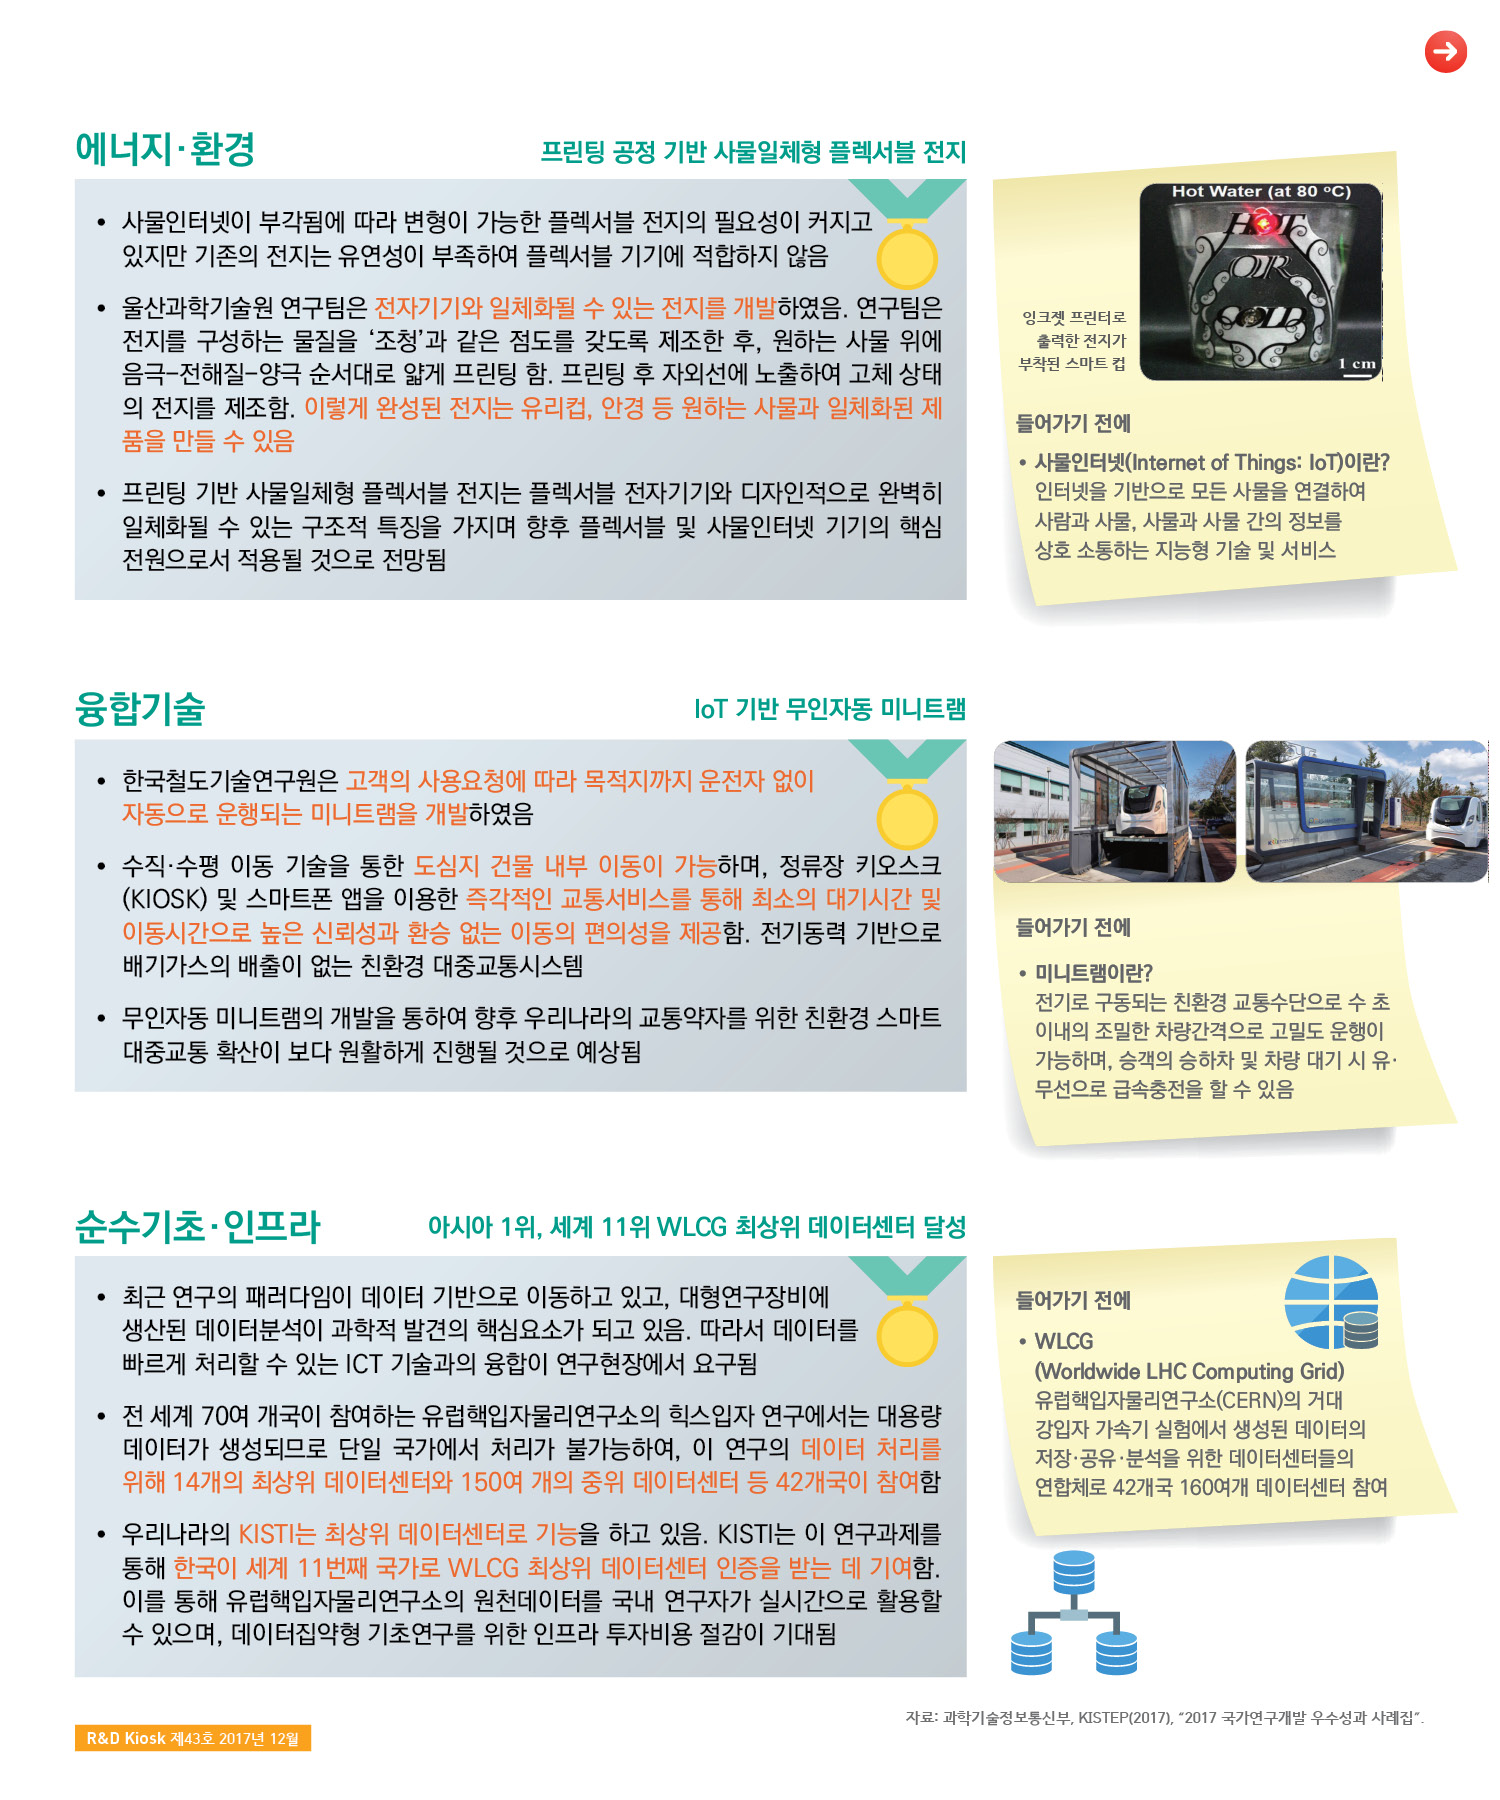 에너지·환경
프린팅 공정 기반 사물일체형 플렉서블 전지
• 사물인터넷이 부각됨에 따라 변형이 가능한 플렉서블 전지의 필요성이 커지고
있지만 기존의 전지는 유연성이 부족하여 플렉서블 기기에 적합하지 않음
• 울산과학기술원 연구팀은 전자기기와 일체화될 수 있는 전지를 개발하였음. 연구팀은
전지를 구성하는 물질을 ‘조청’과 같은 점도를 갖도록 제조한 후, 원하는 사물 위에
음극-전해질-양극 순서대로 얇게 프린팅 함. 프린팅 후 자외선에 노출하여 고체 상태
의 전지를 제조함. 이렇게 완성된 전지는 유리컵, 안경 등 원하는 사물과 일체화된 제
품을 만들 수 있음
• 프린팅 기반 사물일체형 플렉서블 전지는 플렉서블 전자기기와 디자인적으로 완벽히
일체화될 수 있는 구조적 특징을 가지며 향후 플렉서블 및 사물인터넷 기기의 핵심
전원으로서 적용될 것으로 전망됨
Hot Water (at 80 ºC)
HOT
OR
COLD
1 cm
잉크젯 프린터로
출력한 전지가
부착된 스마트 컵
들어가기 전에
• 사물인터넷(Internet of Things: IoT)이란?
인터넷을 기반으로 모든 사물을 연결하여
사람과 사물, 사물과 사물 간의 정보를
상호 소통하는 지능형 기술 및 서비스
융합기술
IoT 기반 무인자동 미니트램
• 한국철도기술연구원은 고객의 사용요청에 따라 목적지까지 운전자 없이
자동으로 운행되는 미니트램을 개발하였음
• 수직·수평 이동 기술을 통한 도심지 건물 내부 이동이 가능하며, 정류장 키오스크
(KIOSK) 및 스마트폰 앱을 이용한 즉각적인 교통서비스를 통해 최소의 대기시간 및
이동시간으로 높은 신뢰성과 환승 없는 이동의 편의성을 제공함. 전기동력 기반으로
배기가스의 배출이 없는 친환경 대중교통시스템
• 무인자동 미니트램의 개발을 통하여 향후 우리나라의 교통약자를 위한 친환경 스마트
대중교통 확산이 보다 원활하게 진행될 것으로 예상됨
들어가기 전에
• 미니트램이란?
전기로 구동되는 친환경 교통수단으로 수 초
이내의 조밀한 차량간격으로 고밀도 운행이
가능하며, 승객의 승하차 및 차량 대기 시 유·
무선으로 급속충전을 할 수 있음
순수기초·인프라
아시아 1위, 세계 11위 WLCG 최상위 데이터센터 달성
• 최근 연구의 패러다임이 데이터 기반으로 이동하고 있고, 대형연구장비에
생산된 데이터분석이 과학적 발견의 핵심요소가 되고 있음. 따라서 데이터를
빠르게 처리할 수 있는 ICT 기술과의 융합이 연구현장에서 요구됨
• 전 세계 70여 개국이 참여하는 유럽핵입자물리연구소의 힉스입자 연구에서는 대용량
데이터가 생성되므로 단일 국가에서 처리가 불가능하여, 이 연구의 데이터 처리를
위해 14개의 최상위 데이터센터와 150여 개의 중위 데이터센터 등 42개국이 참여함
• 우리나라의 KISTI는 최상위 데이터센터로 기능을 하고 있음. KISTI는 이 연구과제를
통해 한국이 세계 11번째 국가로 WLCG 최상위 데이터센터 인증을 받는 데 기여함.
이를 통해 유럽핵입자물리연구소의 원천데이터를 국내 연구자가 실시간으로 활용할
수 있으며, 데이터집약형 기초연구를 위한 인프라 투자비용 절감이 기대됨
들어가기 전에
• WLCG
(Worldwide LHC Computing Grid)
유럽핵입자물리연구소(CERN)의 거대
강입자 가속기 실험에서 생성된 데이터의
저장·공유·분석을 위한 데이터센터들의
연합체로 42개국 160여개 데이터센터 참여
자료: 과학기술정보통신부, KISTEP(2017), “2017 국가연구개발 우수성과 사례집”.
R&D Kiosk 제43호 2017년 12월